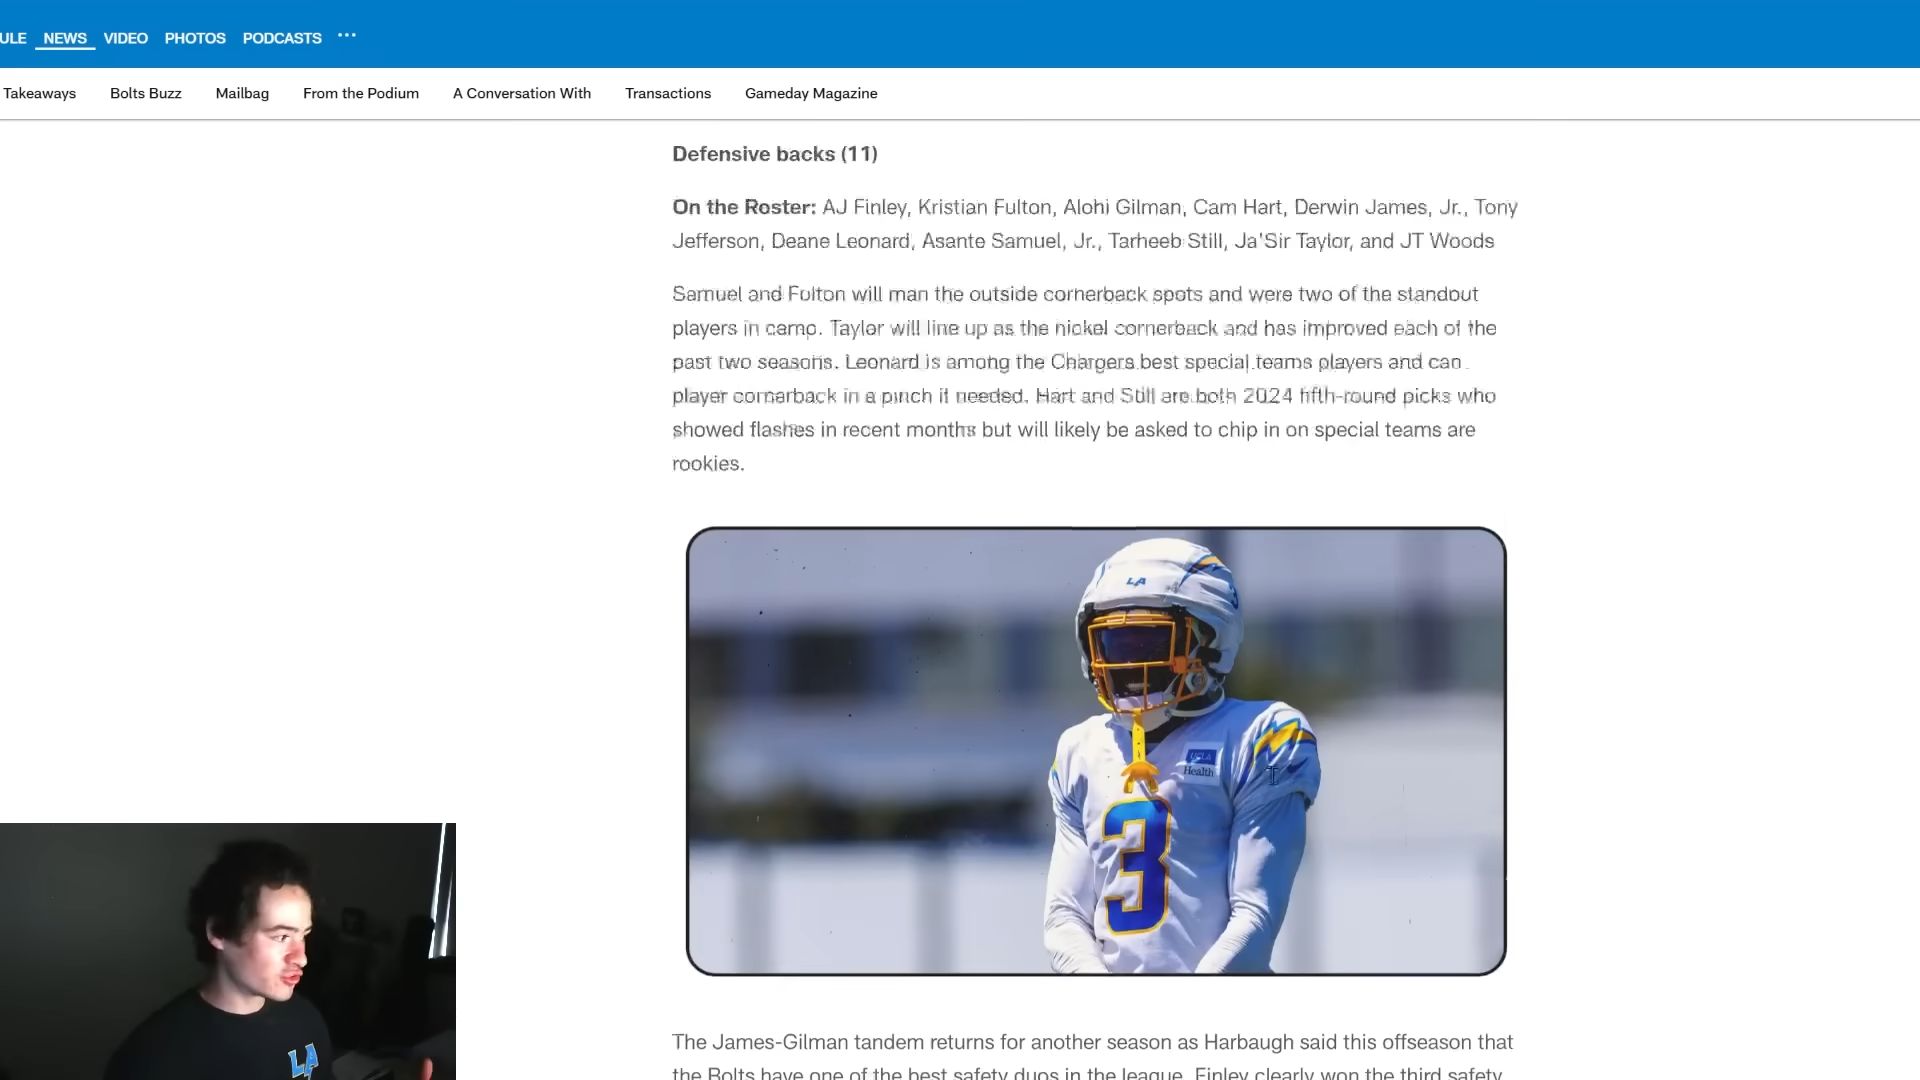 ULE NEWS VIDEO PHOTOS PODCASTS ...
Takeaways Bolts Buzz Mailbag From the Podium A Conversation With Transactions Gameday Magazine
Defensive backs (11)
On the Roster: AJ Finley, Kristian Fulton, Alohi Gilman, Cam Hart, Derwin James, Jr., Tony
Jefferson, Deane Leonard, Asante Samuel, Jr., Tarheeb Still, Ja'Sir Taylor, and JT Woods
Samuel and Fulton will man the outside cornerback spots and were two of the standout
players in camp. Taylor will line up as the nickel cornerback and has improved each of the
past two seasons. Leonard is among the Chargers best special teams players and can
player cornerback in a pinch if needed. Hart and Still are both 2024 fifth-round picks who
showed flashes in recent months but will likely be asked to chip in on special teams are
rookies.
LA
UCLA
Health
3
The James-Gilman tandem returns for another season as Harbaugh said this offseason that
the Bolts have one of the best safety duos in the league. Finley clearly won the third safety
LA